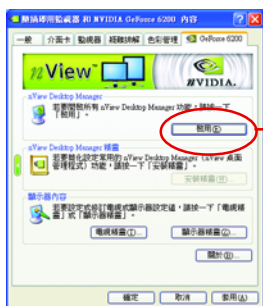 隨插即用監視器 和 NVIDIA GeForce 6200 內容
一般 介面卡 監視器 疑難排解 色彩管理 GeForce 6200
nView™
NVIDIA.
nView Desktop Manager
若要開啟所有 nView Desktop Manager 功能，請按一下「啟用」。
啟用(E)
nView Desktop Manager 精靈
若要簡化設定常用的 nView Desktop Manager (nView 桌面管理程式) 功能，請按一下「安裝精靈」。
安裝精靈(W)...
顯示器內容
若要設定或修訂電視或顯示器設定值，請按一下「電視精靈」或「顯示器精靈」。
電視精靈(T)... 顯示器精靈(Z)...
關於(B)...
確定 取消 套用(A)